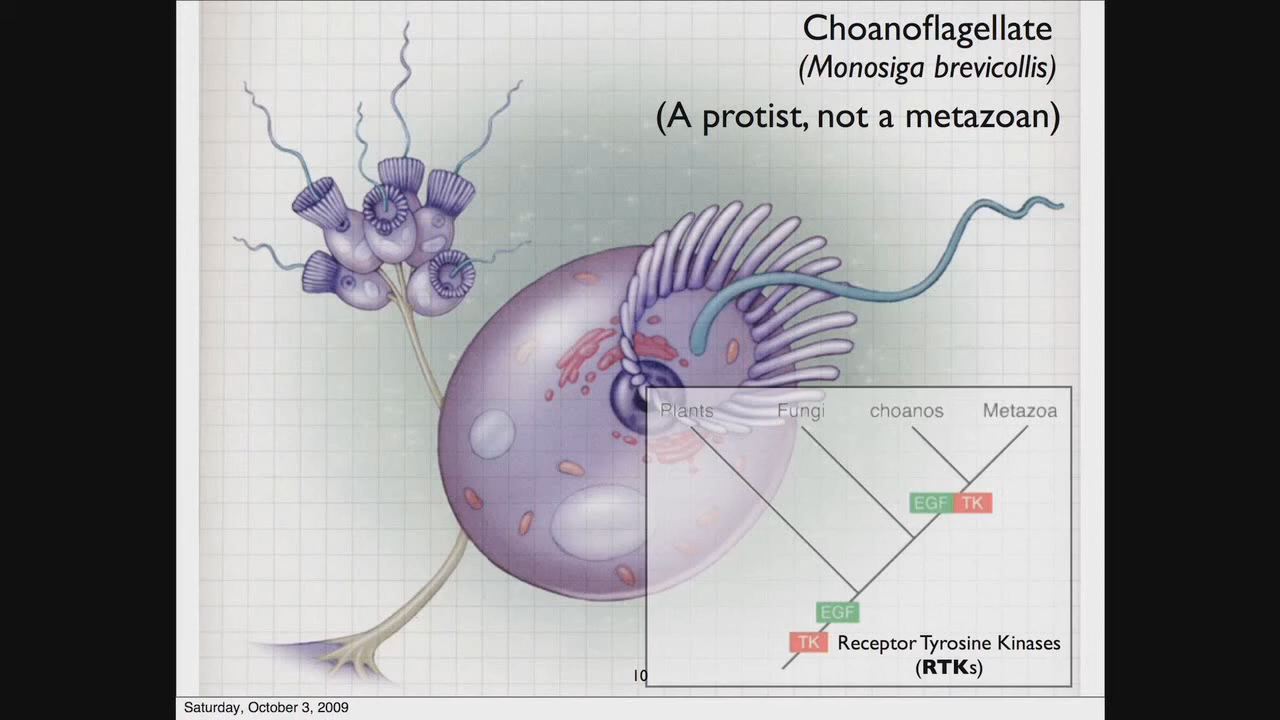 Choanoflagellate
(Monosiga brevicollis)
(A protist, not a metazoan)
Plants Fungi choanos Metazoa
EGF TK
EGF
TK Receptor Tyrosine Kinases
(RTKs)
10
Saturday, October 3, 2009